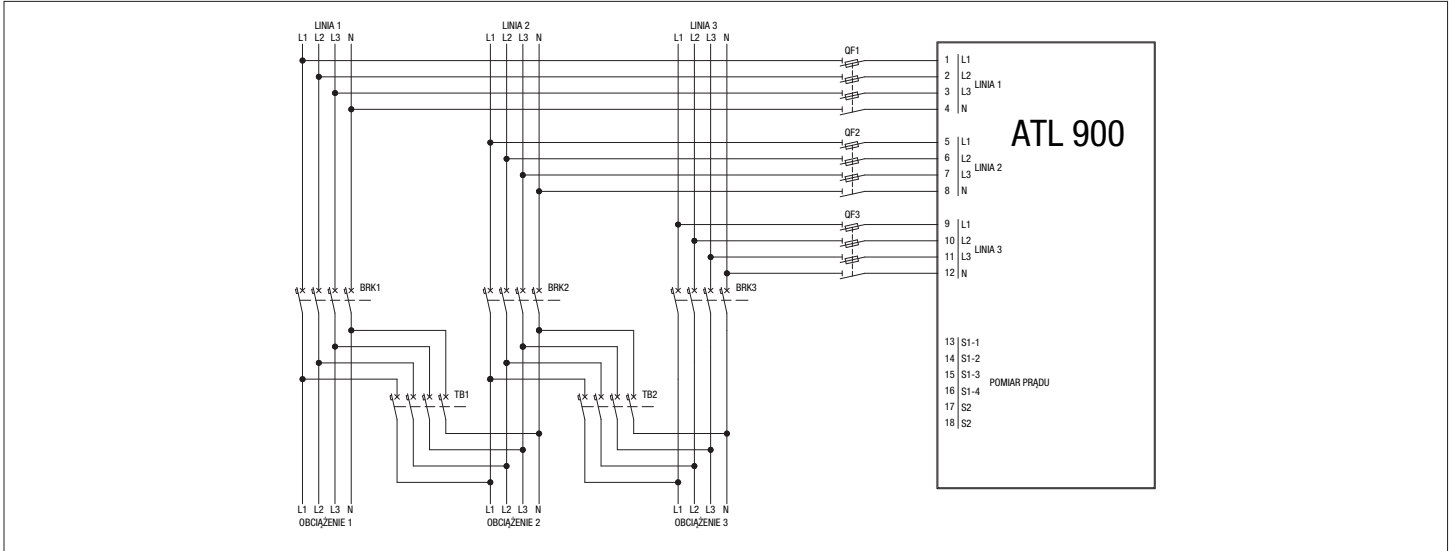 LINIA 1 LINIA 2 LINIA 3
L1 L2 L3 N L1 L2 L3 N L1 L2 L3 N
QF1
1 L1
2 L2
LINIA 1
3 L3
4 N
ATL 900
QF2
5 L1
6 L2
LINIA 2
7 L3
8 N
QF3
9 L1
10 L2
LINIA 3
11 L3
12 N
BRK1 BRK2 BRK3
13 S1-1
14 S1-2
15 S1-3
POMIAR PRĄDU
16 S1-4
17 S2
18 S2
TB1 TB2
L1 L2 L3 N L1 L2 L3 N L1 L2 L3 N
OBCIĄŻENIE 1 OBCIĄŻENIE 2 OBCIĄŻENIE 3